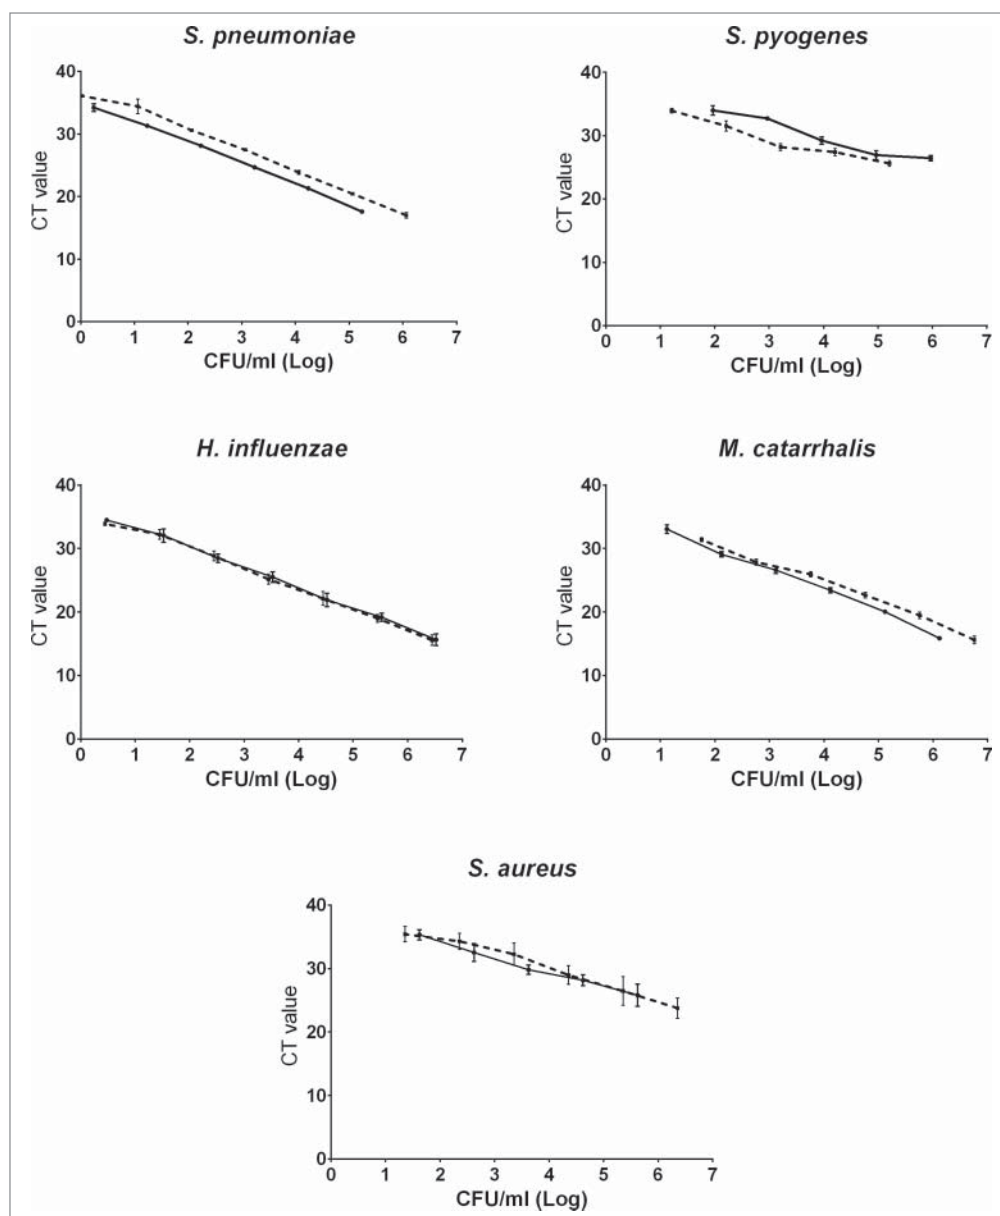 S. pneumoniae
S. pyogenes
40
30
20
10
0
CT value
0 1 2 3 4 5 6 7
CFU/ml (Log)
40
30
20
10
0
CT value
0 1 2 3 4 5 6 7
CFU/ml (Log)
H. influenzae
M. catarrhalis
40
30
20
10
0
CT value
0 1 2 3 4 5 6 7
CFU/ml (Log)
40
30
20
10
0
CT value
0 1 2 3 4 5 6 7
CFU/ml (Log)
S. aureus
40
30
20
10
0
CT value
0 1 2 3 4 5 6 7
CFU/ml (Log)